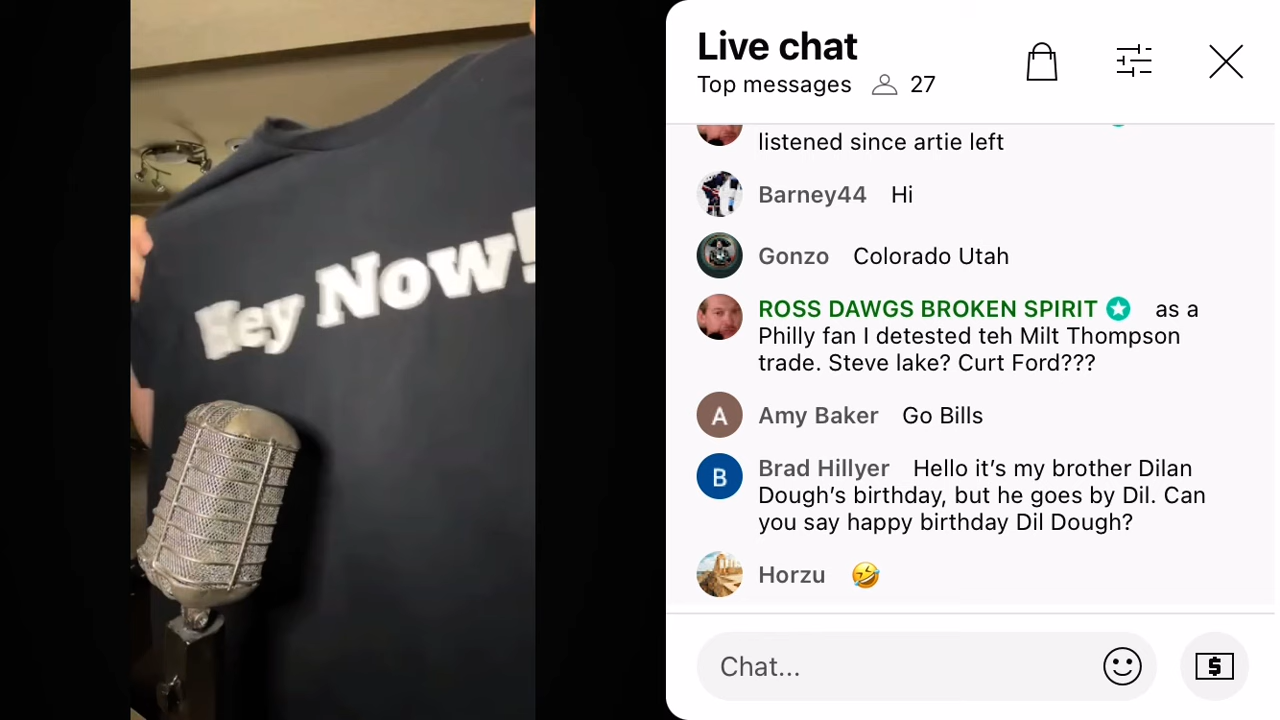 Hey Now!
Live chat
Top messages 27
listened since artie left
Barney44 Hi
Gonzo Colorado Utah
ROSS DAWGS BROKEN SPIRIT as a
Philly fan I detested teh Milt Thompson
trade. Steve lake? Curt Ford???
A Amy Baker Go Bills
B Brad Hillyer Hello it's my brother Dilan
Dough's birthday, but he goes by Dil. Can
you say happy birthday Dil Dough?
Horzu 🤣
Chat...
$